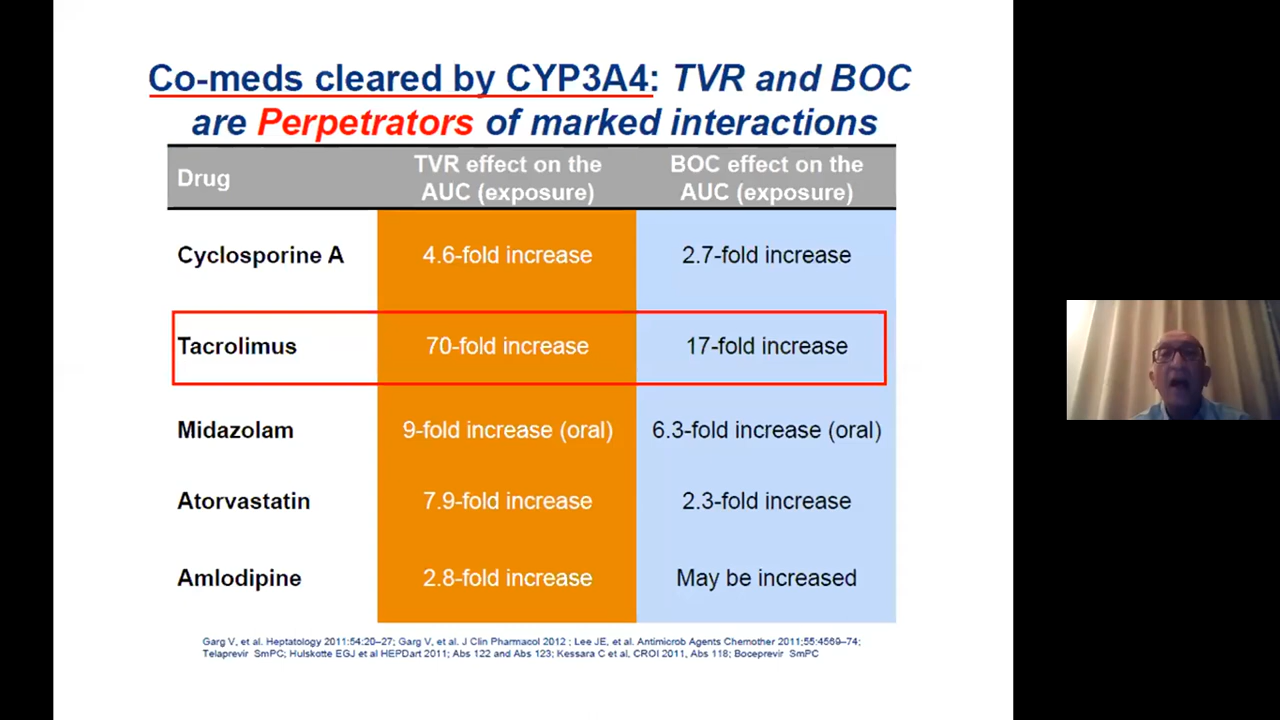 Co-meds cleared by CYP3A4: TVR and BOC
are Perpetrators of marked interactions
Drug
TVR effect on the
AUC (exposure)
BOC effect on the
AUC (exposure)
Cyclosporine A
4.6-fold increase
2.7-fold increase
Tacrolimus
70-fold increase
17-fold increase
Midazolam
9-fold increase (oral)
6.3-fold increase (oral)
Atorvastatin
7.9-fold increase
2.3-fold increase
Amlodipine
2.8-fold increase
May be increased
Garg V, et al. Heptatology 2011:54:20–27; Garg V, et al. J Clin Pharmacol 2012 ; Lee JE, et al. Antimicrob Agents Chemother 2011;55:4569–74;
Telaprevir SmPC; Hulskotte EGJ et al HEPDart 2011; Abs 122 and Abs 123; Kessara C et al, CROI 2011, Abs 118; Boceprevir SmPC